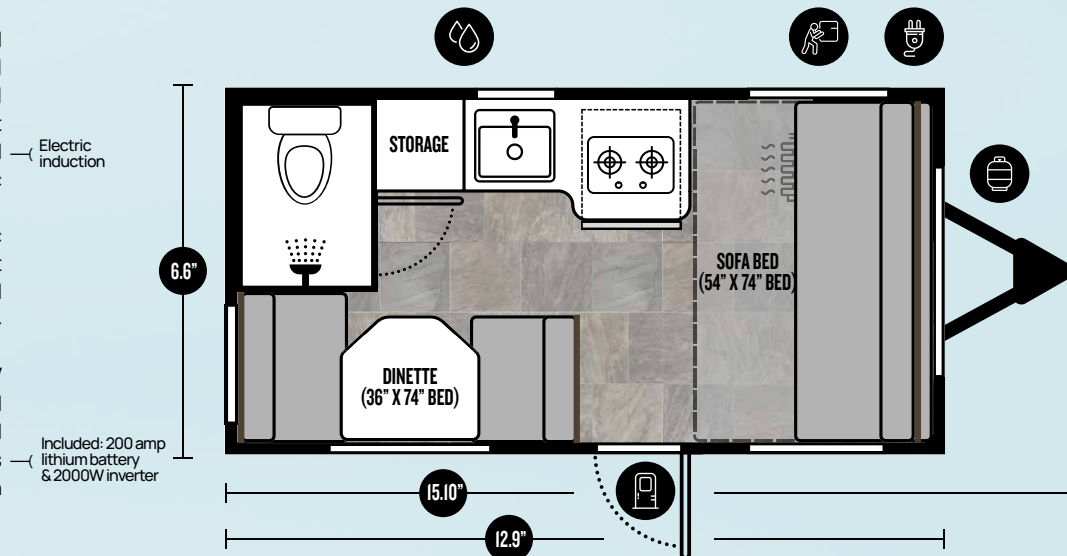 Electric
induction
STORAGE
6.6”
SOFA BED
(54” X 74” BED)
DINETTE
(36” X 74” BED)
Included: 200 amp
lithium battery
& 2000W inverter
15.10”
12.9”